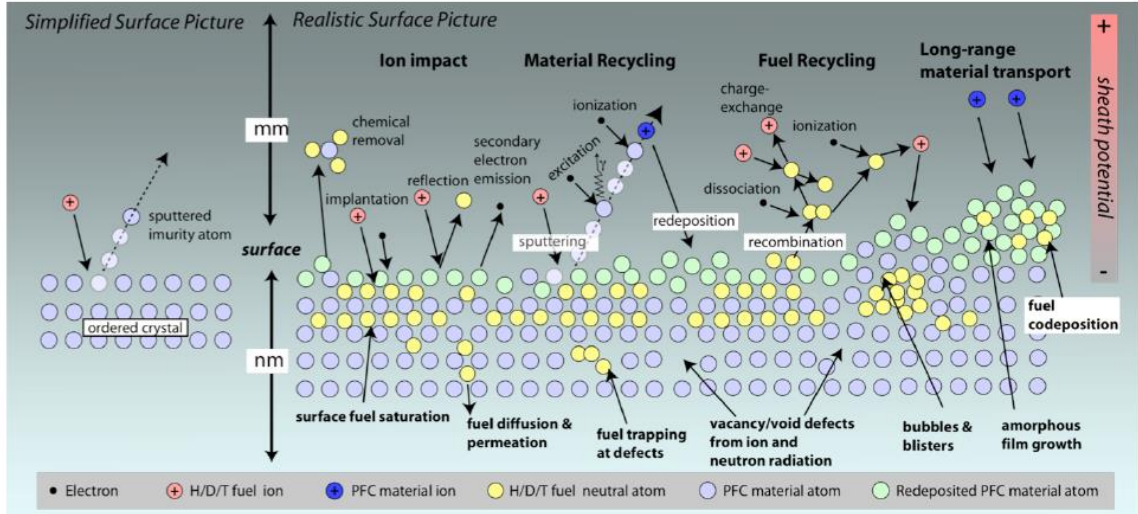 Simplified Surface Picture
Realistic Surface Picture
Ion impact
Material Recycling
Fuel Recycling
Long-range
material transport
+
sheath potential
-
mm
surface
nm
sputtered
imurity atom
ordered crystal
chemical
removal
implantation
reflection
secondary
electron
emission
ionization
excitation
sputtering
redeposition
charge-
exchange
ionization
dissociation
recombination
fuel
codeposition
surface fuel saturation
fuel diffusion &
permeation
fuel trapping
at defects
vacancy/void defects
from ion and
neutron radiation
bubbles &
blisters
amorphous
film growth
Electron
H/D/T fuel ion
PFC material ion
H/D/T fuel neutral atom
PFC material atom
Redeposited PFC material atom